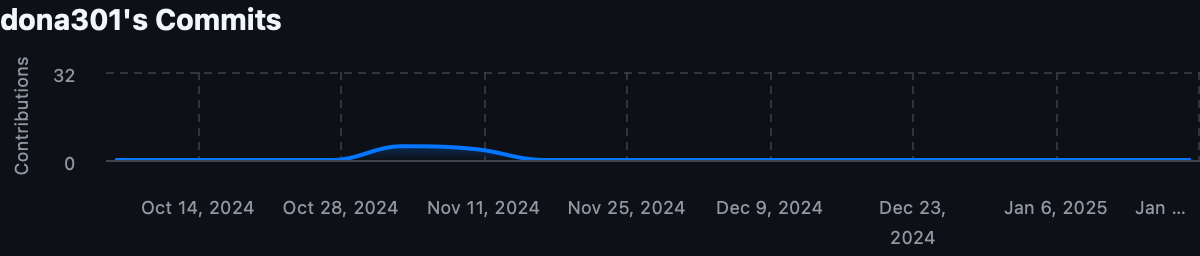 dona301's Commits
Contributions
32
0
Oct 14, 2024
Oct 28, 2024
Nov 11, 2024
Nov 25, 2024
Dec 9, 2024
Dec 23,
2024
Jan 6, 2025
Jan ...